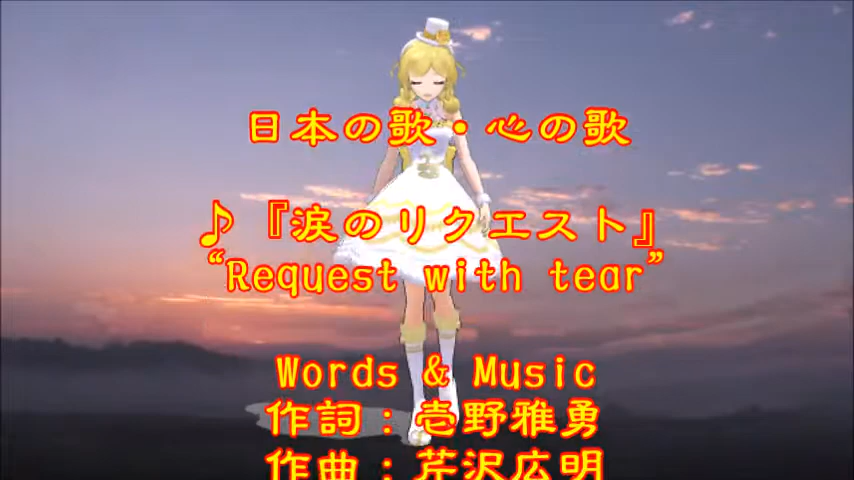 日本の歌・心の歌
♪『涙のリクエスト』
“Request with tear”
Words & Music
作詞：壱野雅勇
作曲：芹沢広明